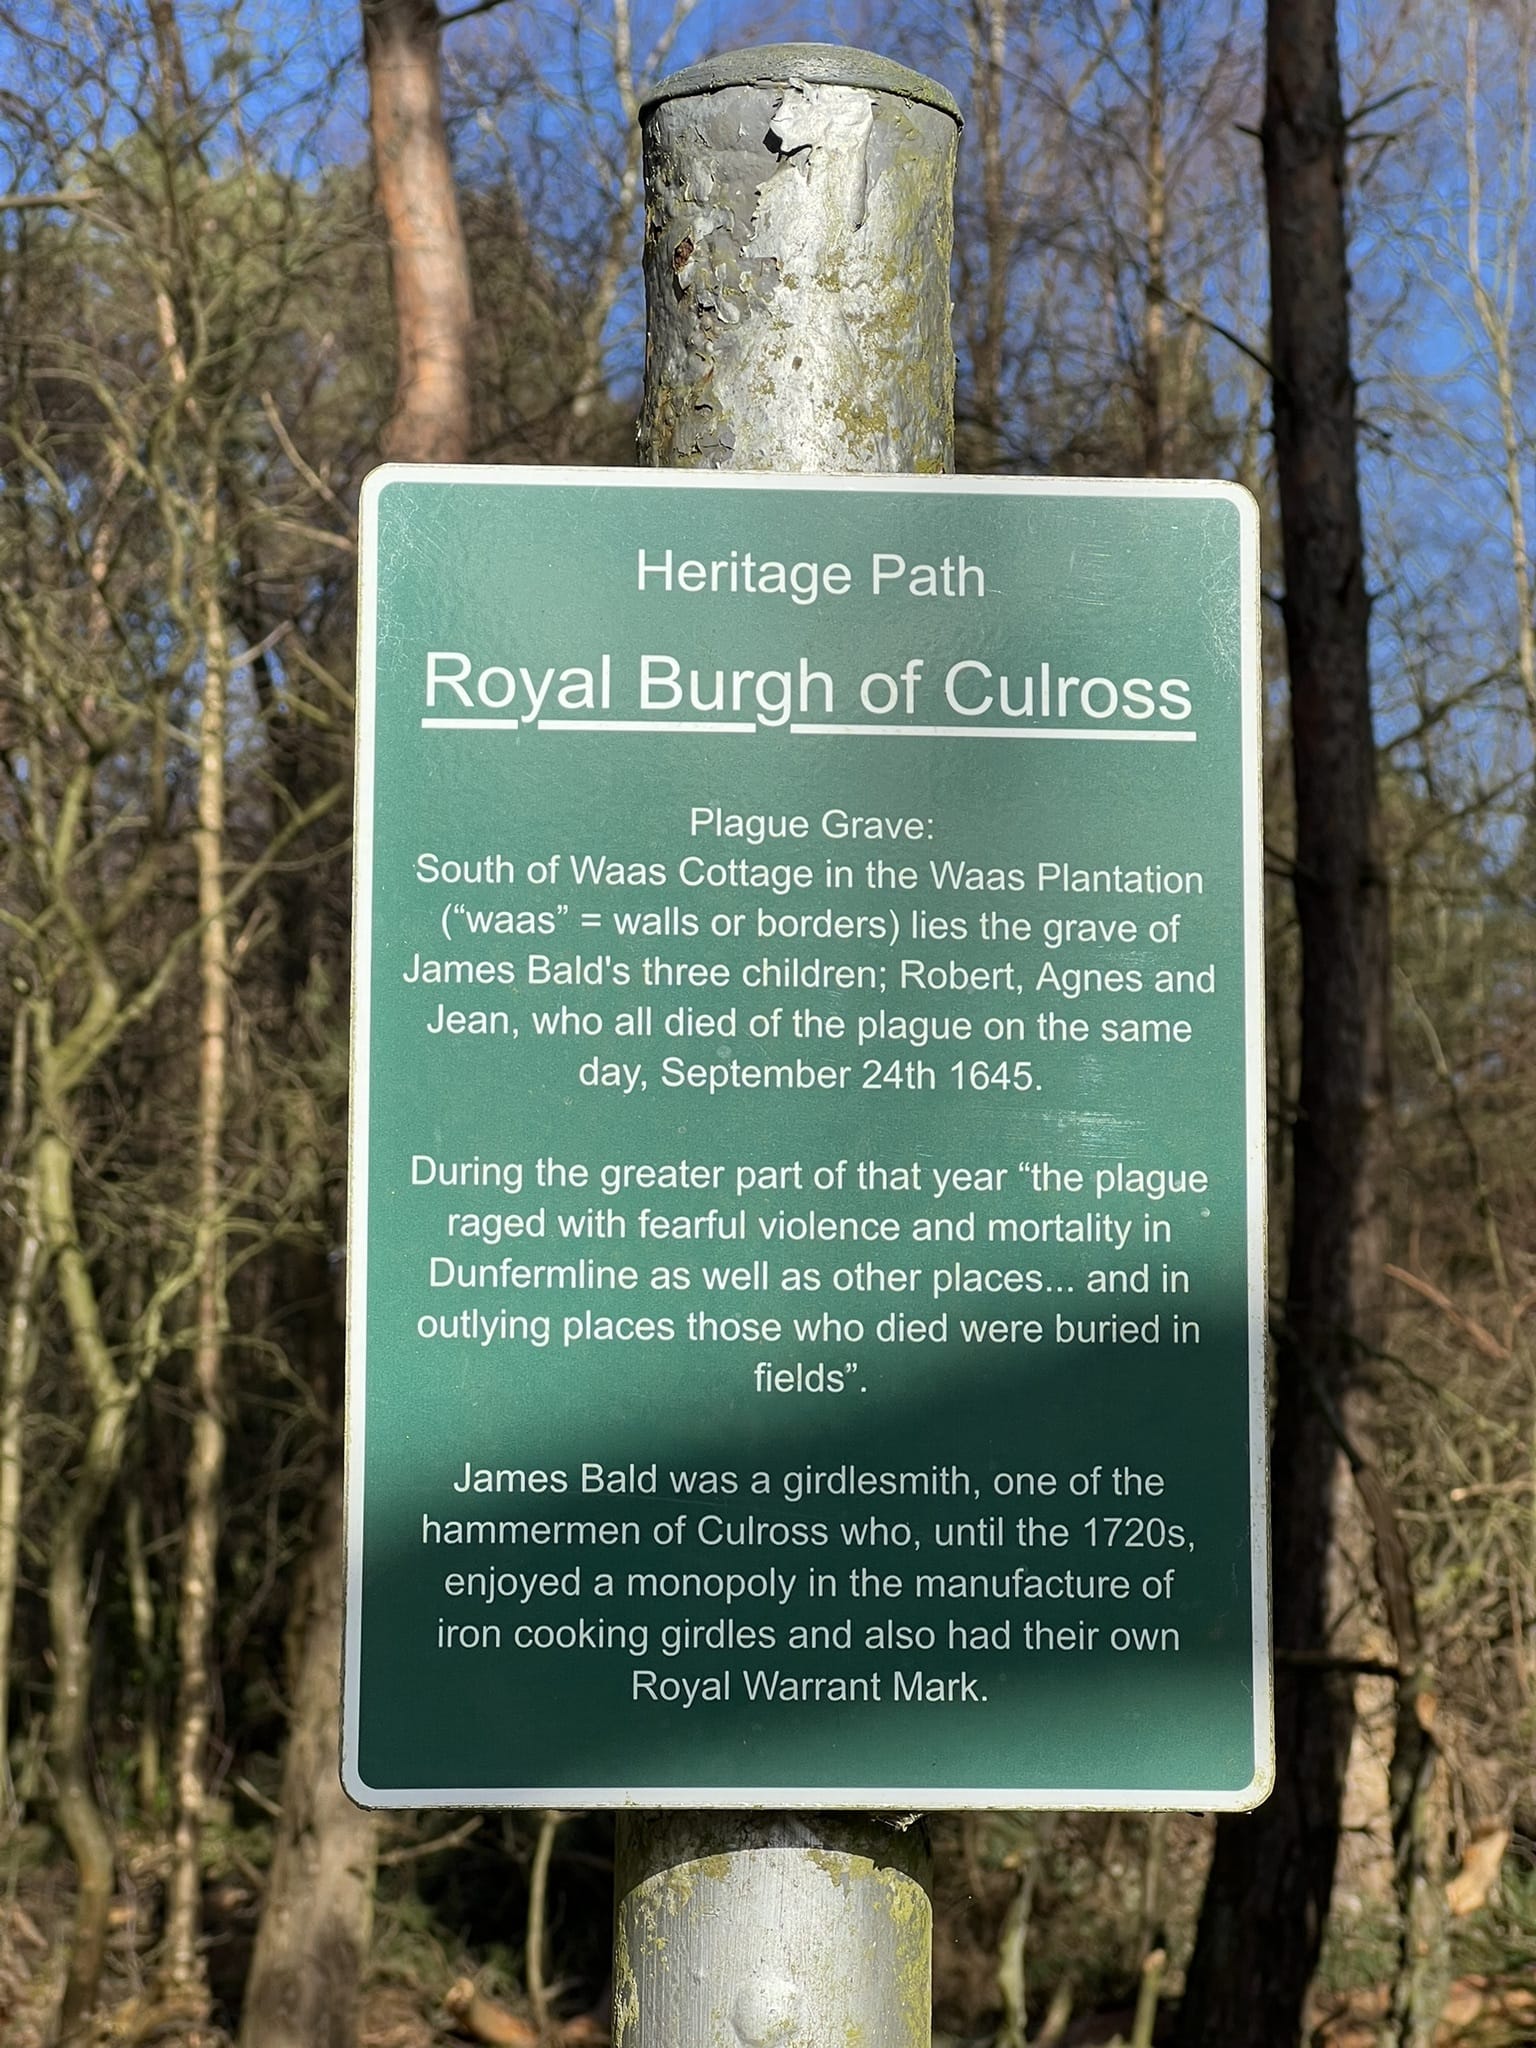 Heritage Path
Royal Burgh of Culross
Plague Grave:
South of Waas Cottage in the Waas Plantation
(“waas” = walls or borders) lies the grave of
James Bald's three children; Robert, Agnes and
Jean, who all died of the plague on the same
day, September 24th 1645.
During the greater part of that year “the plague
raged with fearful violence and mortality in
Dunfermline as well as other places... and in
outlying places those who died were buried in
fields”.
James Bald was a girdlesmith, one of the
hammermen of Culross who, until the 1720s,
enjoyed a monopoly in the manufacture of
iron cooking girdles and also had their own
Royal Warrant Mark.